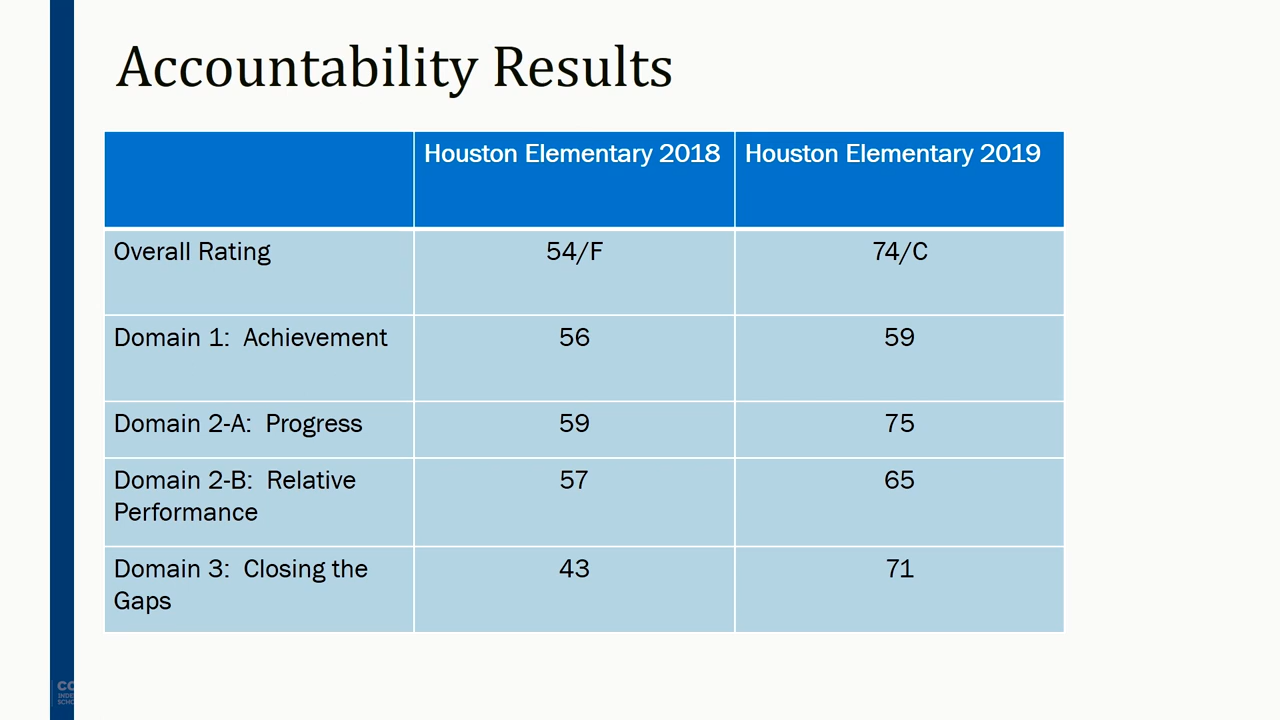 Accountability Results
Houston Elementary 2018
Houston Elementary 2019
Overall Rating
54/F
74/C
Domain 1:  Achievement
56
59
Domain 2-A:  Progress
59
75
Domain 2-B:  Relative
Performance
57
65
Domain 3:  Closing the
Gaps
43
71